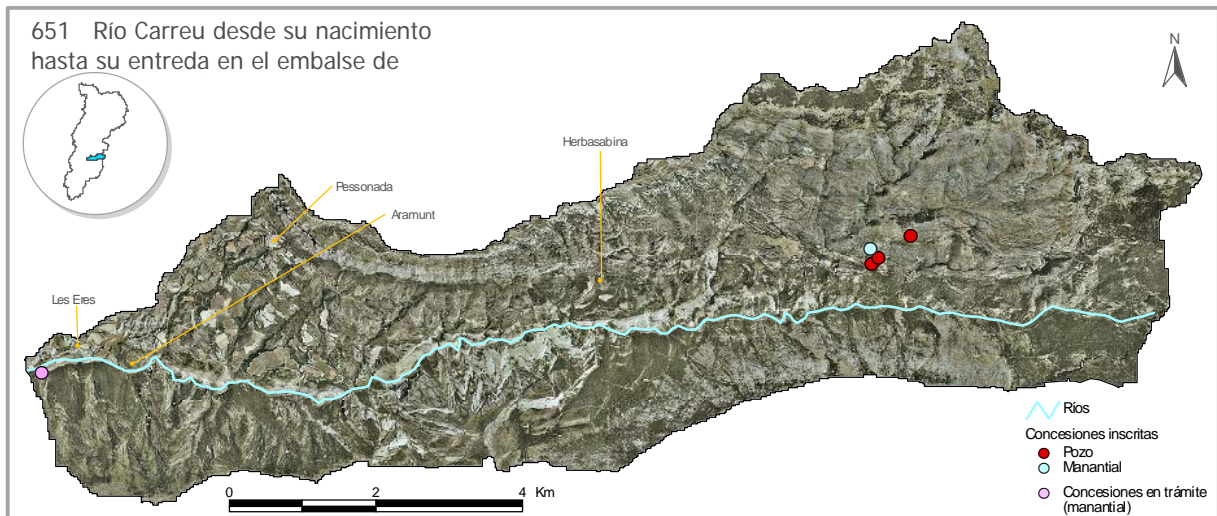 651 Río Carreu desde su nacimiento
hasta su entreda en el embalse de
N
Herbasabina
Pessonada
Aramunt
Les Eres
Ríos
Concesiones inscritas
Pozo
Manantial
Concesiones en trámite
(manantial)
0 2 4 Km